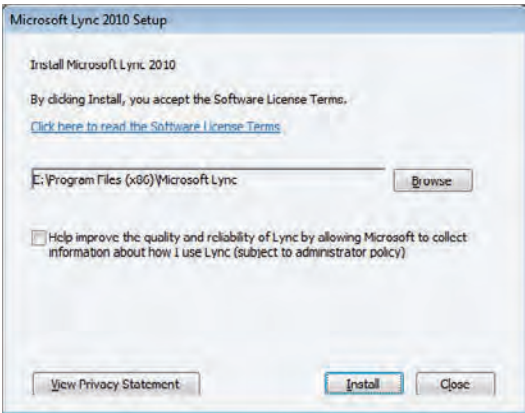 Microsoft Lync 2010 Setup
Install Microsoft Lync 2010
By clicking Install, you accept the Software License Terms.
Click here to read the Software License Terms
C:\Program Files (x86)\Microsoft Lync
Browse
Help improve the quality and reliability of Lync by allowing Microsoft to collect
information about how I use Lync (subject to administrator policy)
View Privacy Statement
Install
Close